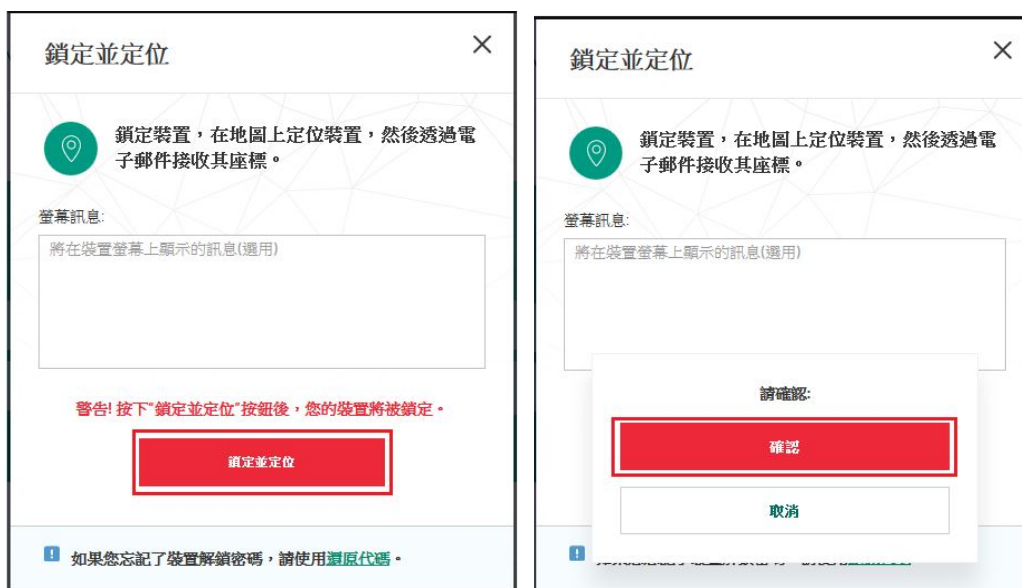 鎖定並定位
鎖定裝置，在地圖上定位裝置，然後透過電
子郵件接收其座標。
螢幕訊息:
將在裝置螢幕上顯示的訊息(選用)
警告! 按下"鎖定並定位"按鈕後，您的裝置將被鎖定。
鎖定並定位
如果您忘記了裝置解鎖密碼，請使用還原代碼。
鎖定並定位
鎖定裝置，在地圖上定位裝置，然後透過電
子郵件接收其座標。
螢幕訊息:
將在裝置螢幕上顯示的訊息(選用)
請確認:
確認
取消